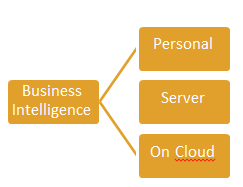 Business
Intelligence
Personal
Server
On Cloud